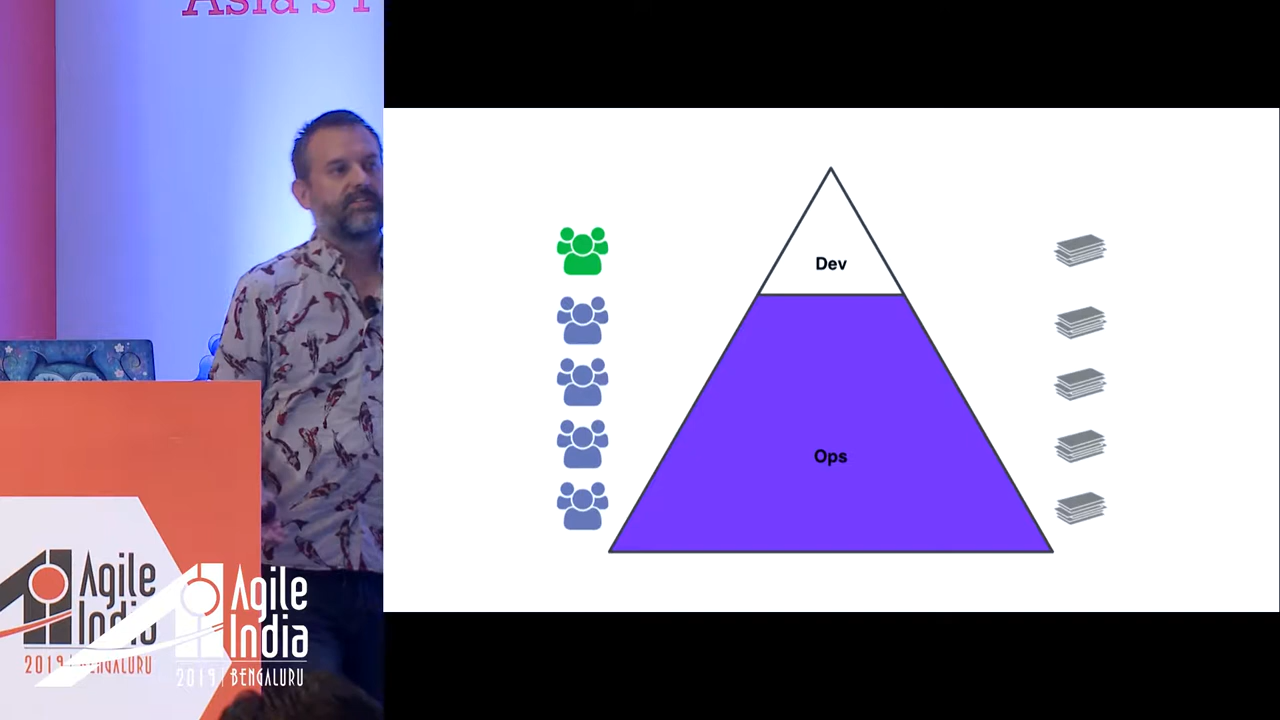 Asia's
Dev
Ops
Agile
India
2019 | BENGALURU
Agile
India
2019 | BENGALURU